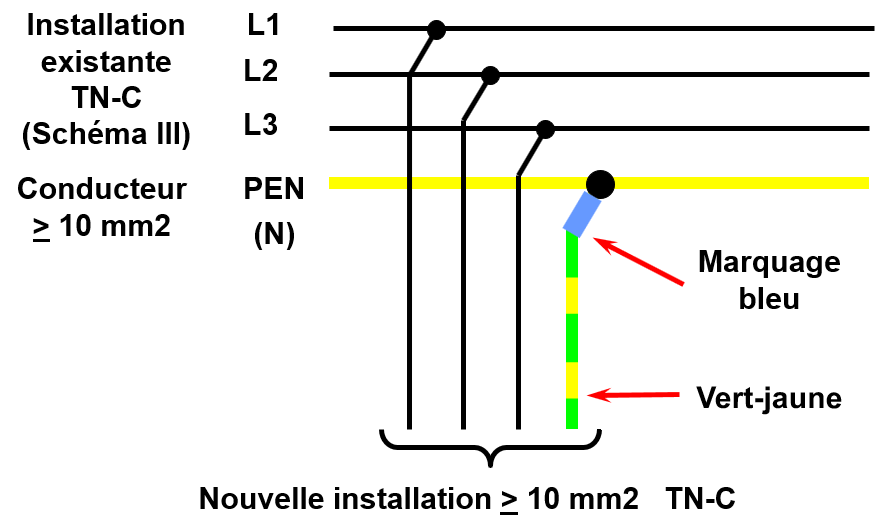 Installation
existante
TN-C
(Schéma III)
L1
L2
L3
Conducteur
≥ 10 mm2
PEN
(N)
Marquage
bleu
Vert-jaune
Nouvelle installation ≥ 10 mm2 TN-C